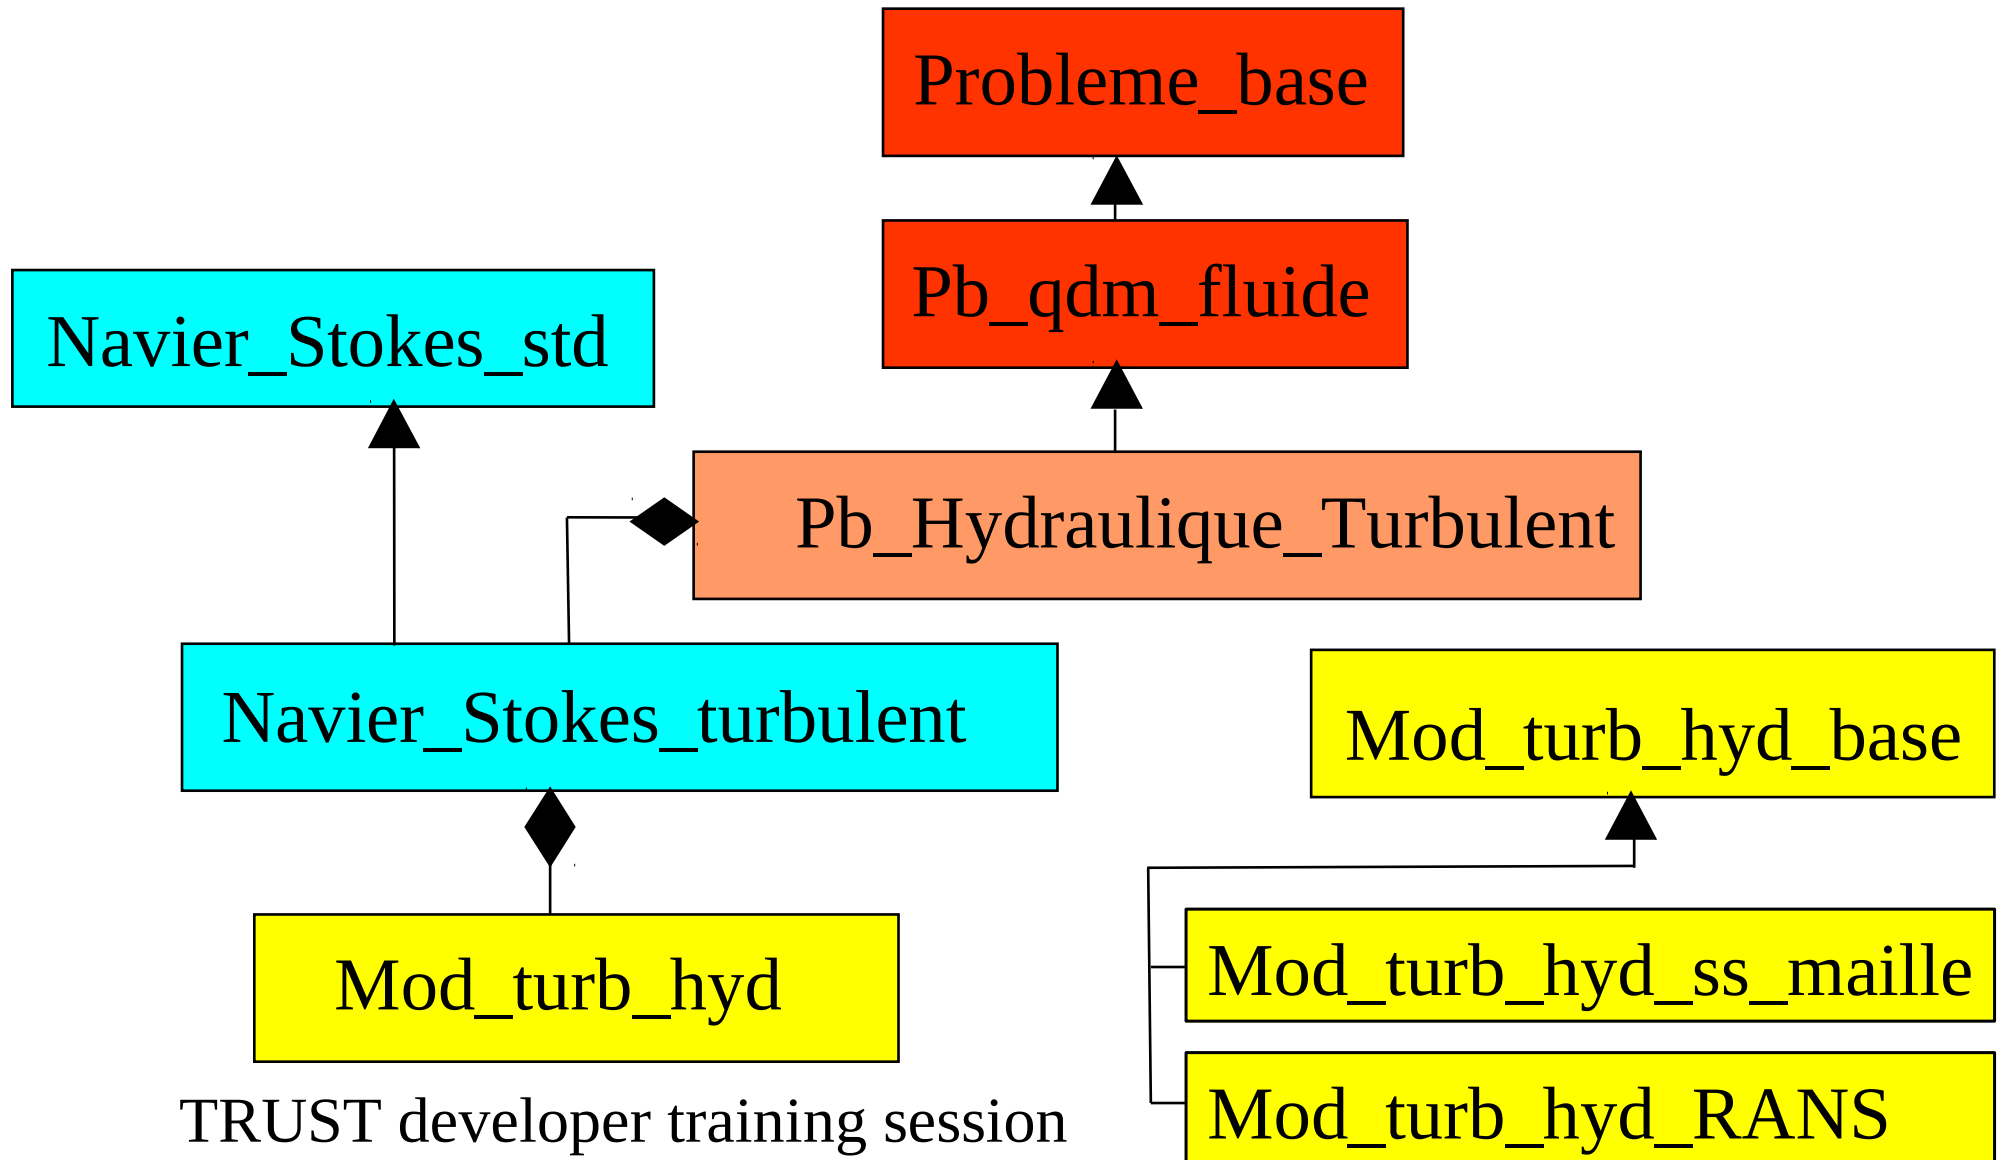 Probleme_base
Pb_qdm_fluide
Navier_Stokes_std
Pb_Hydraulique_Turbulent
Navier_Stokes_turbulent
Mod_turb_hyd_base
Mod_turb_hyd
Mod_turb_hyd_ss_maille
Mod_turb_hyd_RANS
TRUST developer training session